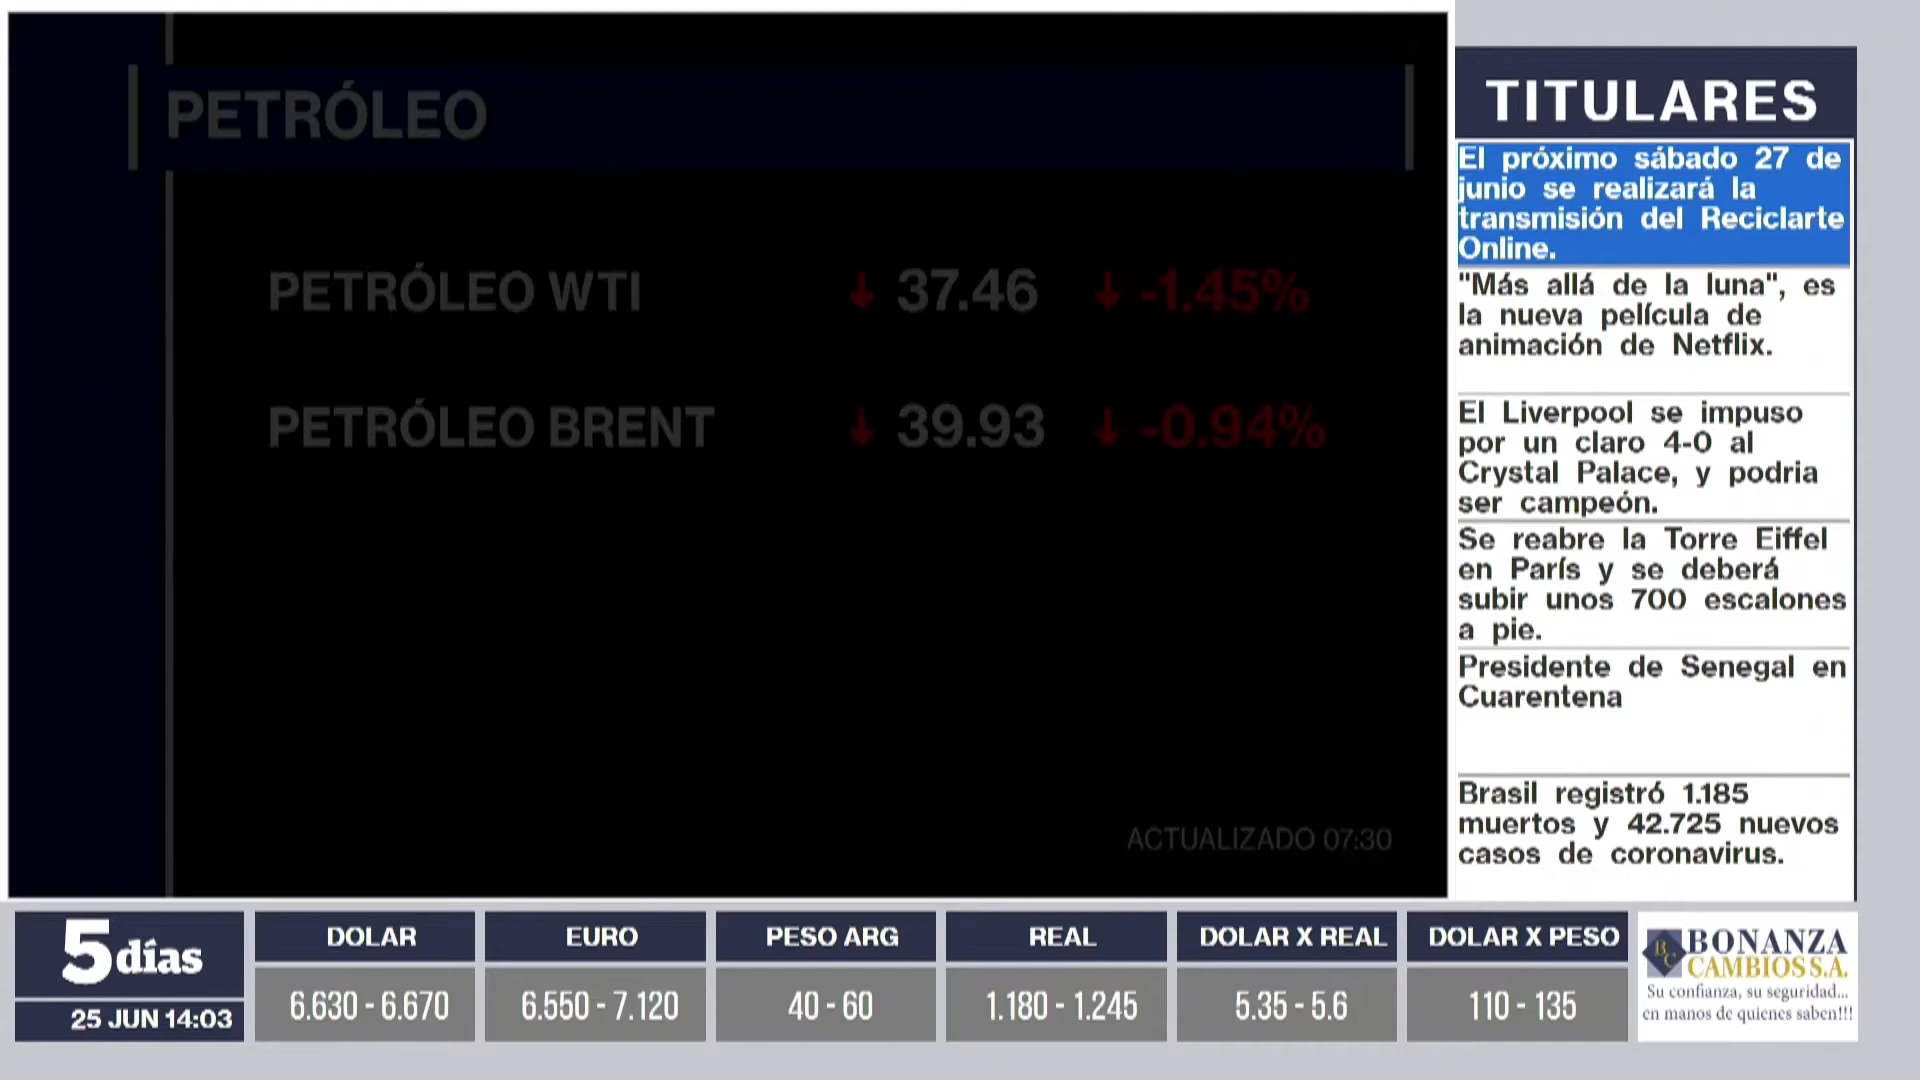 PETRÓLEO
PETRÓLEO WTI 37.46 -1.45%
PETRÓLEO BRENT 39.93 -0.94%
ACTUALIZADO 07:30
TITULARES
El próximo sábado 27 de
junio se realizará la
transmisión del Reciclarte
Online.
"Más allá de la luna", es
la nueva película de
animación de Netflix.
El Liverpool se impuso
por un claro 4-0 al
Crystal Palace, y podria
ser campeón.
Se reabre la Torre Eiffel
en París y se deberá
subir unos 700 escalones
a pie.
Presidente de Senegal en
Cuarentena
Brasil registró 1.185
muertos y 42.725 nuevos
casos de coronavirus.
5días
25 JUN 14:03
DOLAR
6.630 - 6.670
EURO
6.550 - 7.120
PESO ARG
40 - 60
REAL
1.180 - 1.245
DOLAR X REAL
5.35 - 5.6
DOLAR X PESO
110 - 135
BC
BONANZA
CAMBIOS S.A.
Su confianza, su seguridad...
en manos de quienes saben!!!